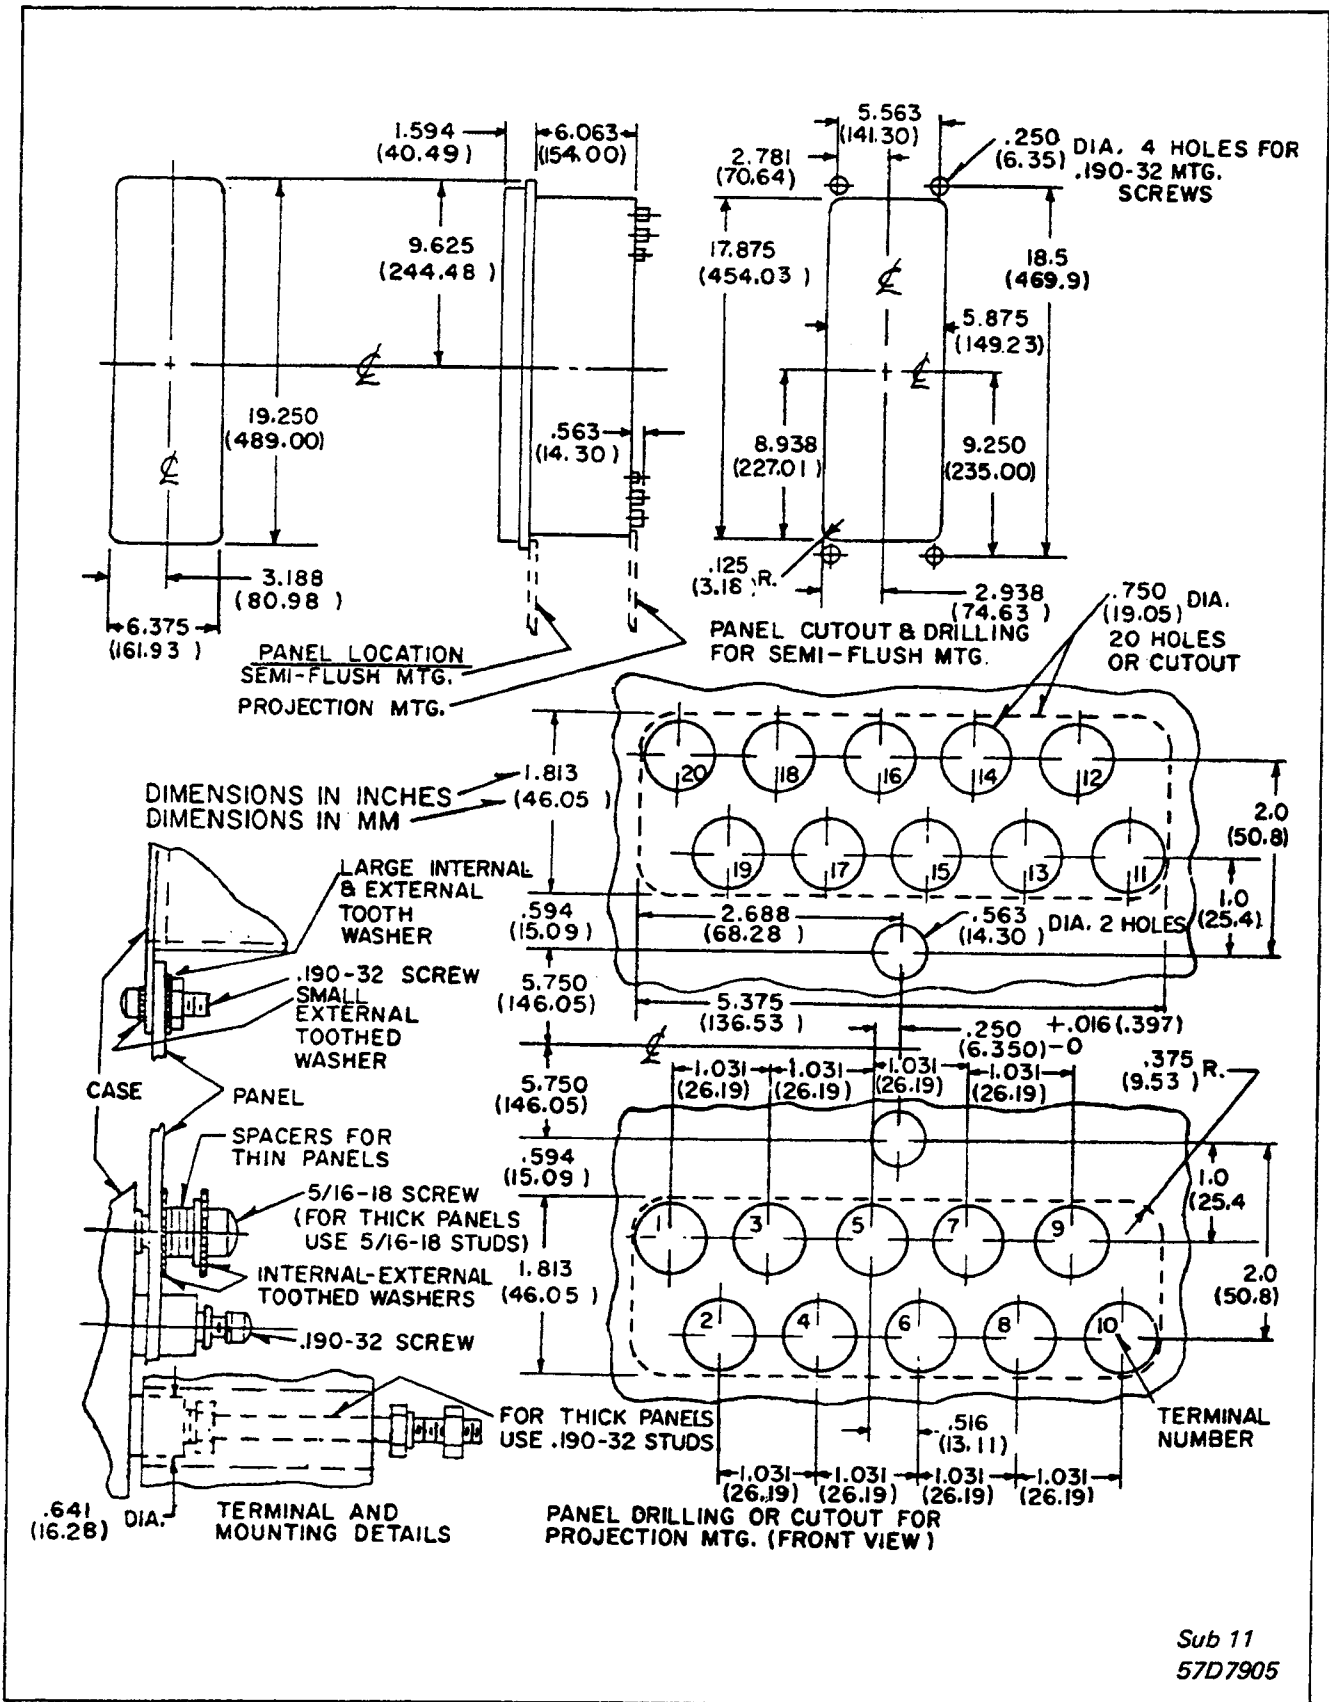 1.594
(40.49)
6.063
(154.00)
5.563
(141.30)
2.781
(70.64)
.250
(6.35)
DIA. 4 HOLES FOR
.190-32 MTG.
SCREWS
9.625
(244.48 )
17.875
(454.03 )
℄
18.5
(469.9)
5.875
(149.23)
℄
℄
19.250
(489.00)
℄
.563
(14.30 )
8.938
(227.01 )
9.250
(235.00)
3.188
(80.98 )
6.375
(161.93 )
.125
(3.18 )
R.
2.938
(74.63 )
.750
(19.05)
DIA.
20 HOLES
OR CUTOUT
PANEL LOCATION
SEMI-FLUSH MTG.
PROJECTION MTG.
PANEL CUTOUT & DRILLING
FOR SEMI-FLUSH MTG.
DIMENSIONS IN INCHES
DIMENSIONS IN MM
1.813
(46.05 )
20 18 16 14 12
19 17 15 13 11
2.0
(50.8)
1.0
(25.4)
LARGE INTERNAL
& EXTERNAL
TOOTH
WASHER
.190-32 SCREW
SMALL
EXTERNAL
TOOTHED
WASHER
.594
(15.09 )
2.688
(68.28 )
.563
(14.30 )
DIA. 2 HOLES
5.750
(146.05)
5.375
(136.53 )
.250
(6.350)
+.016 (.397)
-0
℄
CASE
PANEL
5.750
(146.05)
1.031
(26.19)
1.031
(26.19)
1.031
(26.19)
1.031
(26.19)
.375
(9.53 )
R.
SPACERS FOR
THIN PANELS
.594
(15.09 )
1.0
(25.4
5/16-18 SCREW
(FOR THICK PANELS
USE 5/16-18 STUDS)
INTERNAL-EXTERNAL
TOOTHED WASHERS
1.813
(46.05 )
1 3 5 7 9
2 4 6 8 10
2.0
(50.8)
.190-32 SCREW
FOR THICK PANELS
USE .190-32 STUDS
.516
(13.11)
TERMINAL
NUMBER
1.031
(26.19)
1.031
(26.19)
1.031
(26.19)
1.031
(26.19)
.641
(16.28)
DIA.
TERMINAL AND
MOUNTING DETAILS
PANEL DRILLING OR CUTOUT FOR
PROJECTION MTG. (FRONT VIEW )
Sub 11
57D7905